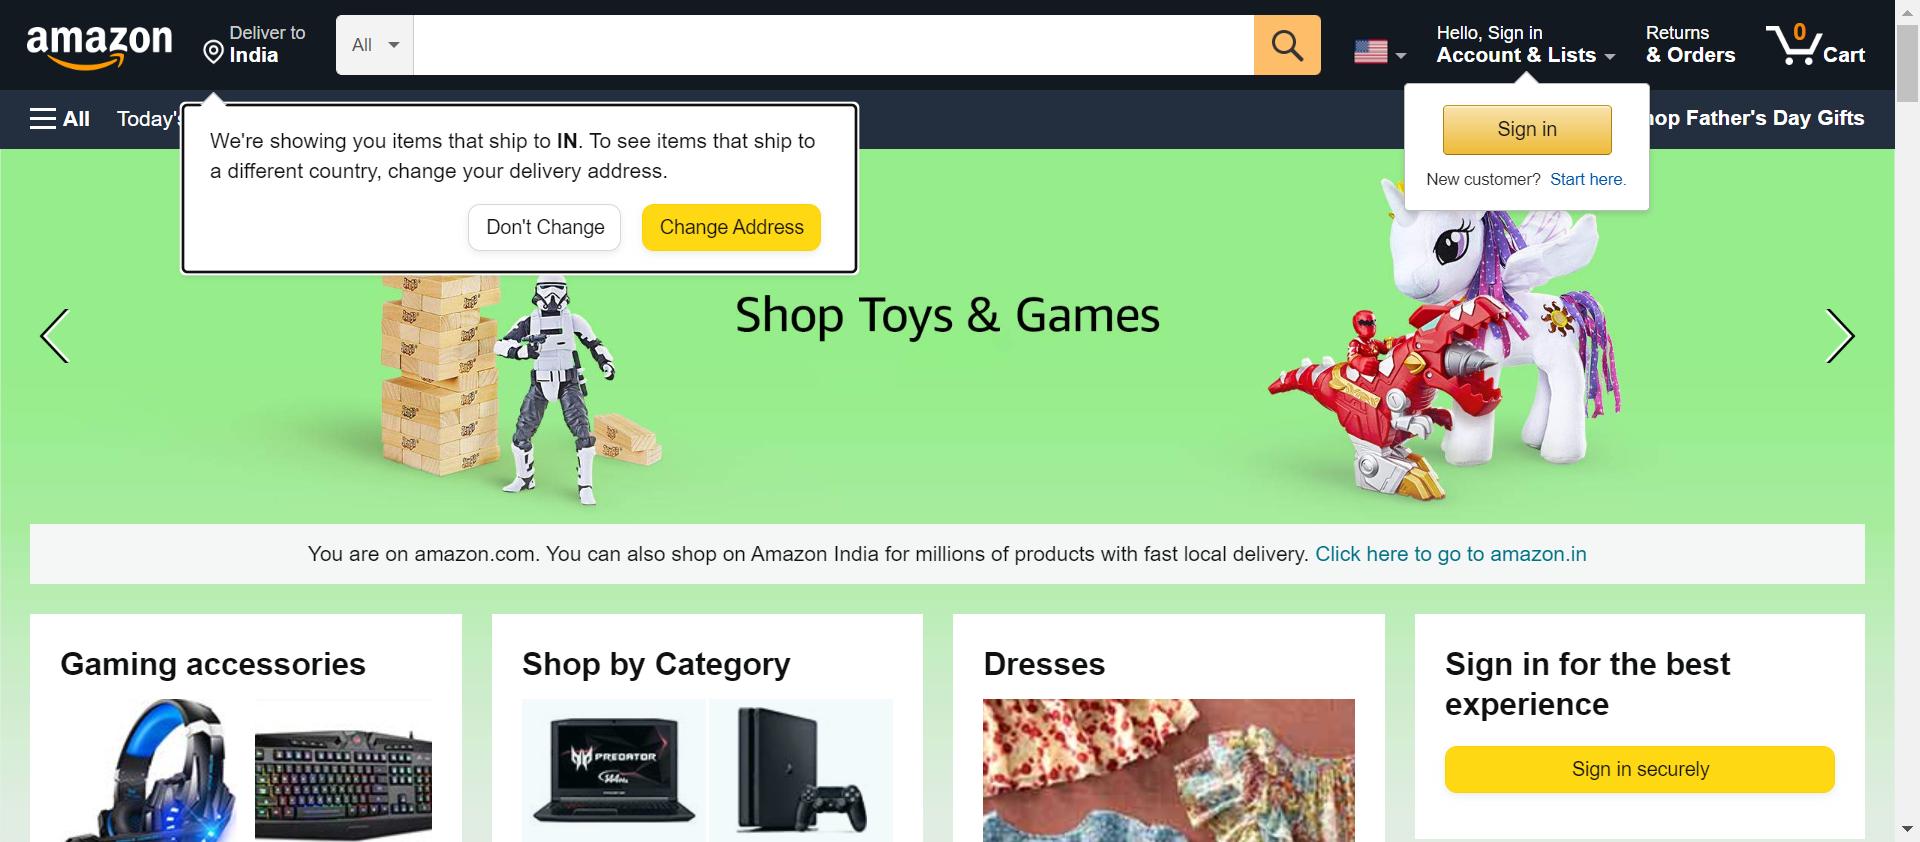 amazon
Deliver to
India
All
Hello, Sign in
Account & Lists
Returns
& Orders
0
Cart
All
Today's
Shop Father's Day Gifts
We're showing you items that ship to IN. To see items that ship to
a different country, change your delivery address.
Don't Change
Change Address
Sign in
New customer? Start here.
Shop Toys & Games
You are on amazon.com. You can also shop on Amazon India for millions of products with fast local delivery. Click here to go to amazon.in
Gaming accessories
Shop by Category
Dresses
Sign in for the best
experience
PREDATOR
144Hz
Sign in securely